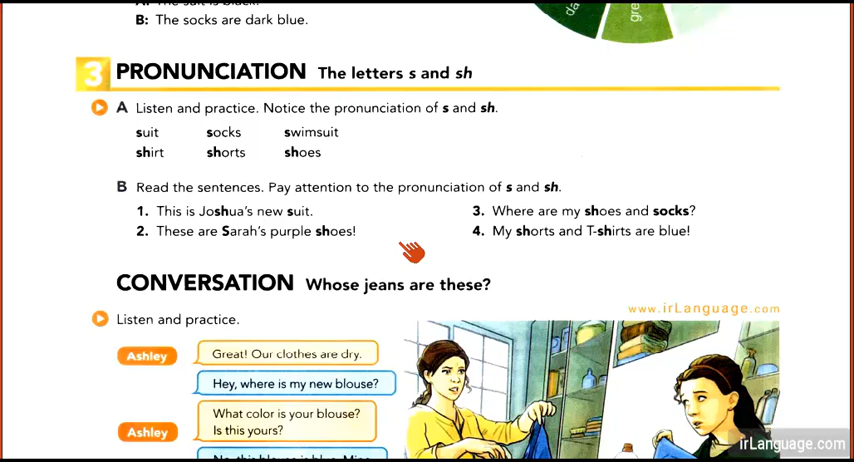 B: The socks are dark blue.
3 PRONUNCIATION The letters s and sh
A Listen and practice. Notice the pronunciation of s and sh.
suit socks swimsuit
shirt shorts shoes
B Read the sentences. Pay attention to the pronunciation of s and sh.
1. This is Joshua's new suit.
2. These are Sarah's purple shoes!
3. Where are my shoes and socks?
4. My shorts and T-shirts are blue!
CONVERSATION Whose jeans are these?
www.irLanguage.com
Listen and practice.
Ashley Great! Our clothes are dry.
Hey, where is my new blouse?
Ashley What color is your blouse?
Is this yours?
irLanguage.com